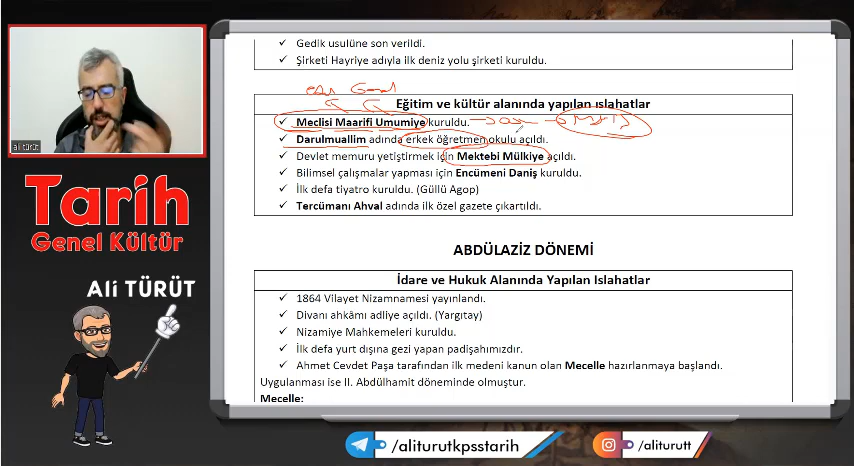 Gedik usulüne son verildi.
Şirketi Hayriye adıyla ilk deniz yolu şirketi kuruldu.
Genel
Eğitim ve kültür alanında yapılan ıslahatlar
Meclisi Maarifi Umumiye kuruldu.
Darulmuallim adında erkek öğretmen okulu açıldı.
Devlet memuru yetiştirmek için Mektebi Mülkiye açıldı.
Bilimsel çalışmalar yapması için Encümeni Daniş kuruldu.
İlk defa tiyatro kuruldu. (Güllü Agop)
Tercümanı Ahval adında ilk özel gazete çıkartıldı.
ABDÜLAZİZ DÖNEMİ
İdare ve Hukuk Alanında Yapılan Islahatlar
1864 Vilayet Nizamnamesi yayınlandı.
Divanı ahkâmı adliye açıldı. (Yargıtay)
Nizamiye Mahkemeleri kuruldu.
İlk defa yurt dışına gezi yapan padişahımızdır.
Ahmet Cevdet Paşa tarafından ilk medeni kanun olan Mecelle hazırlanmaya başlandı.
Uygulanması ise II. Abdülhamit döneminde olmuştur.
Mecelle:
ali türüt
Tarih
Genel Kültür
Ali TÜRÜT
/aliturutkpsstarih
/aliturutt